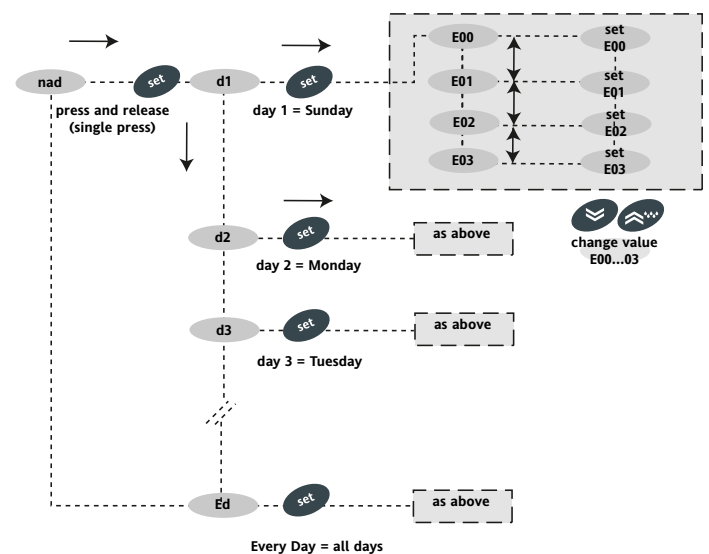 nad
set
d1
set
press and release
(single press)
day 1 = Sunday
E00
set
E00
E01
set
E01
E02
set
E02
E03
set
E03
change value
E00...03
d2
set
as above
day 2 = Monday
d3
set
as above
day 3 = Tuesday
Ed
set
as above
Every Day = all days